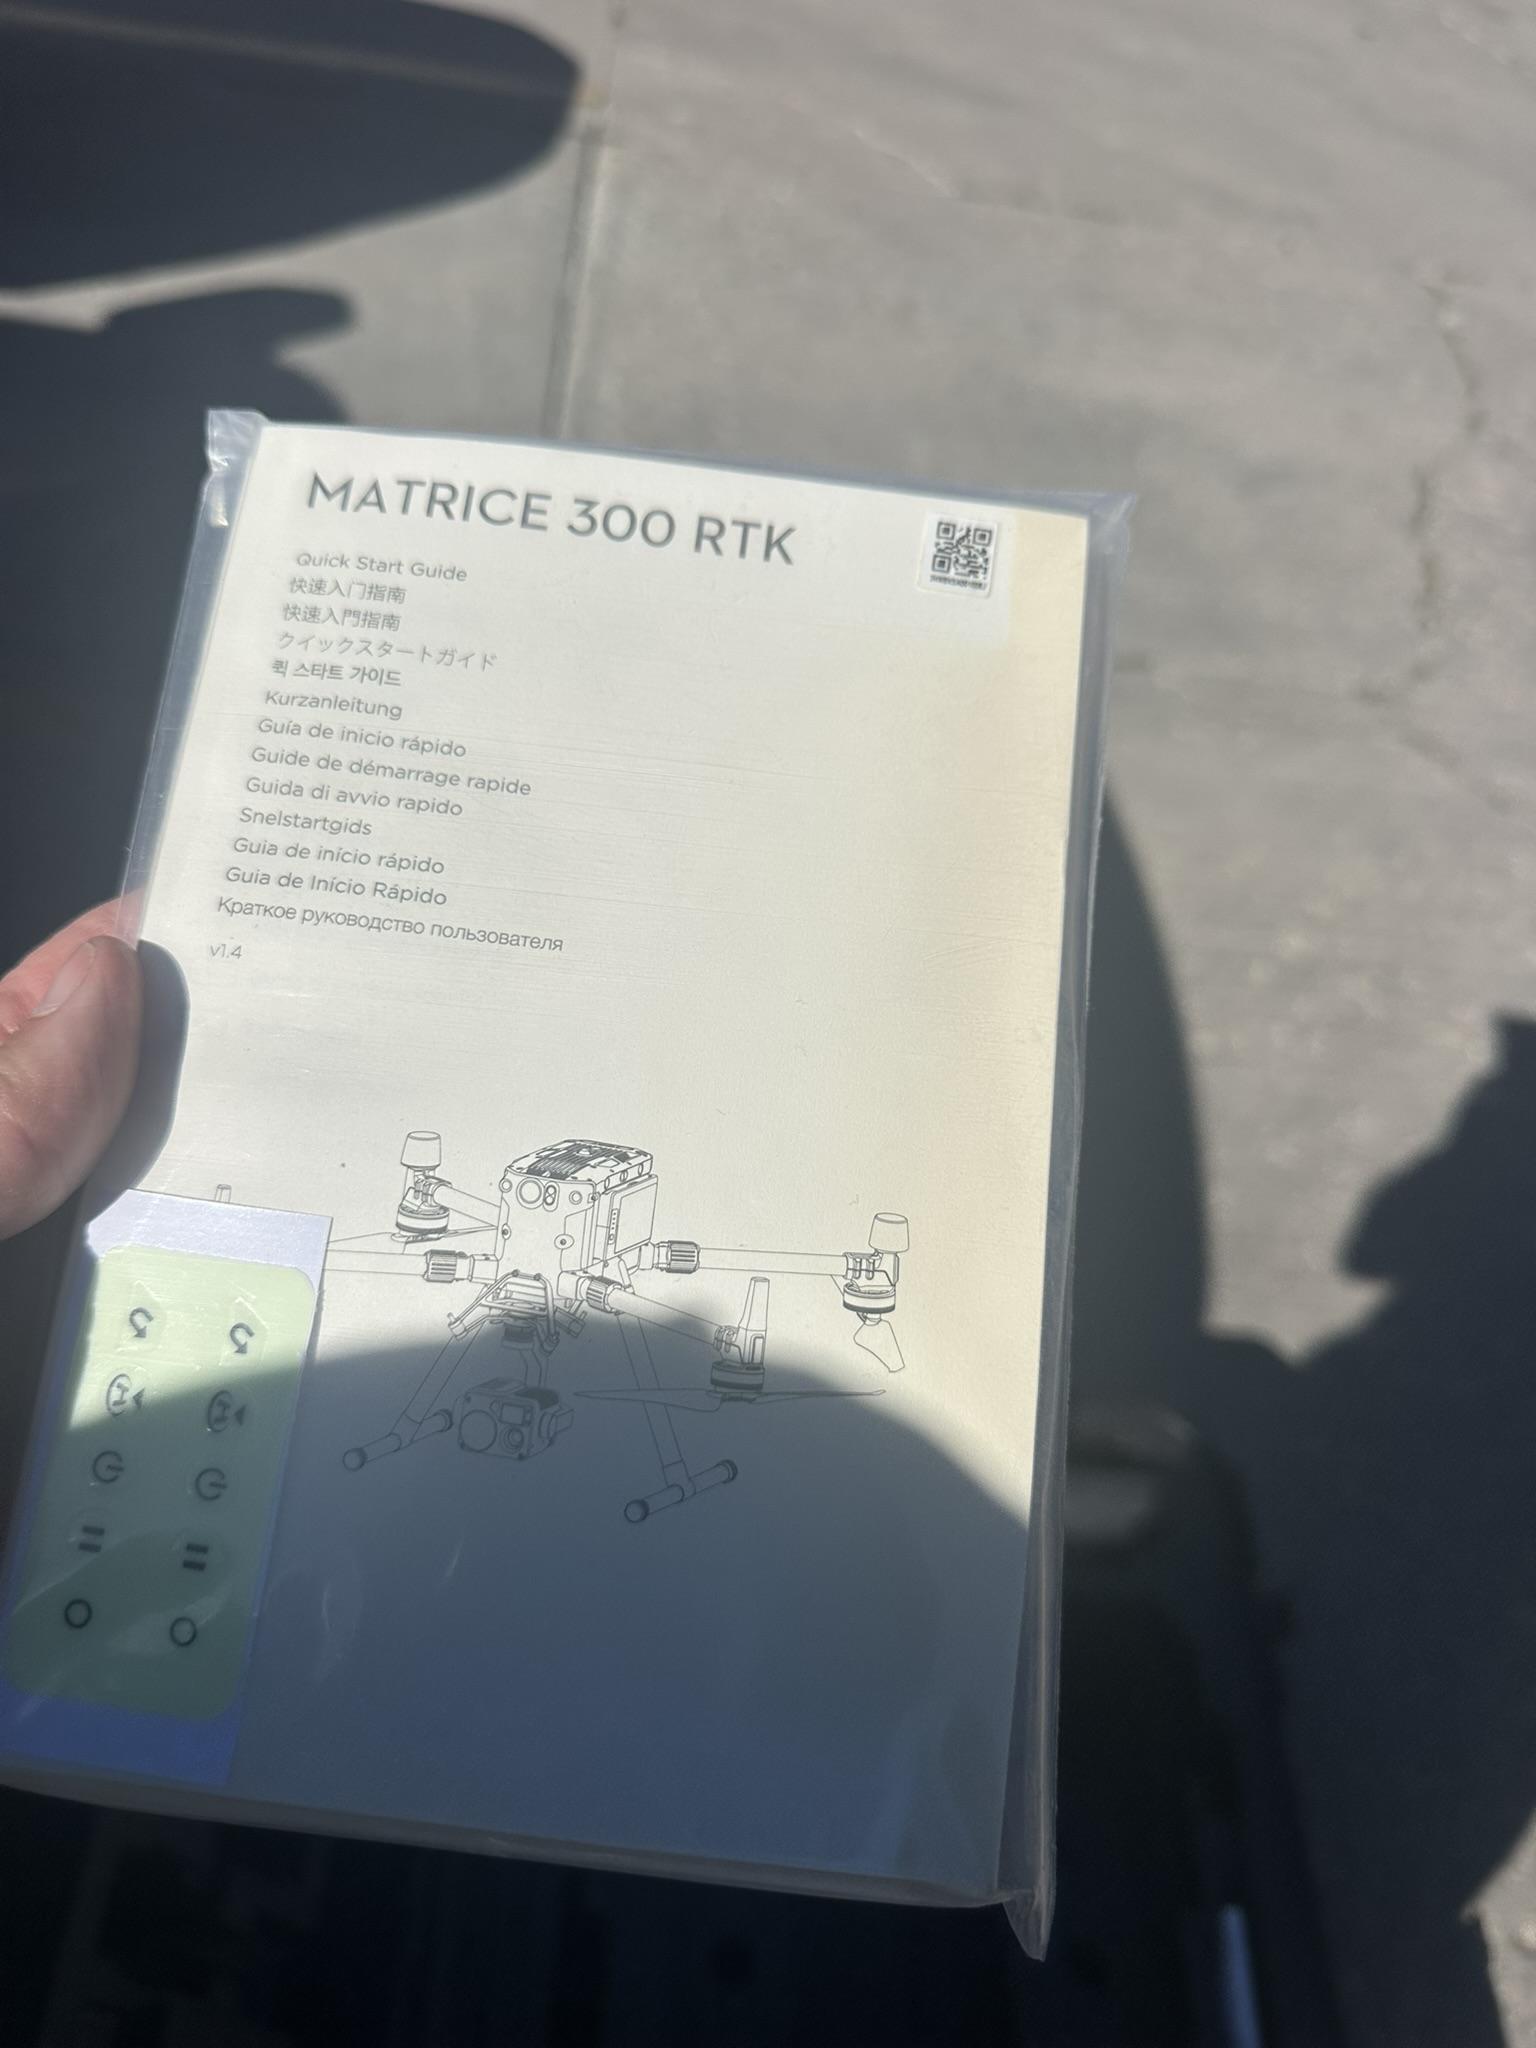 MATRICE 300 RTK
Quick Start Guide
快速入门指南
快速入門指南
クイックスタートガイド
퀵 스타트 가이드
Kurzanleitung
Guía de inicio rápido
Guide de démarrage rapide
Guida di avvio rapido
Snelstartgids
Guia de início rápido
Guia de Início Rápido
Краткое руководство пользователя
v1.4